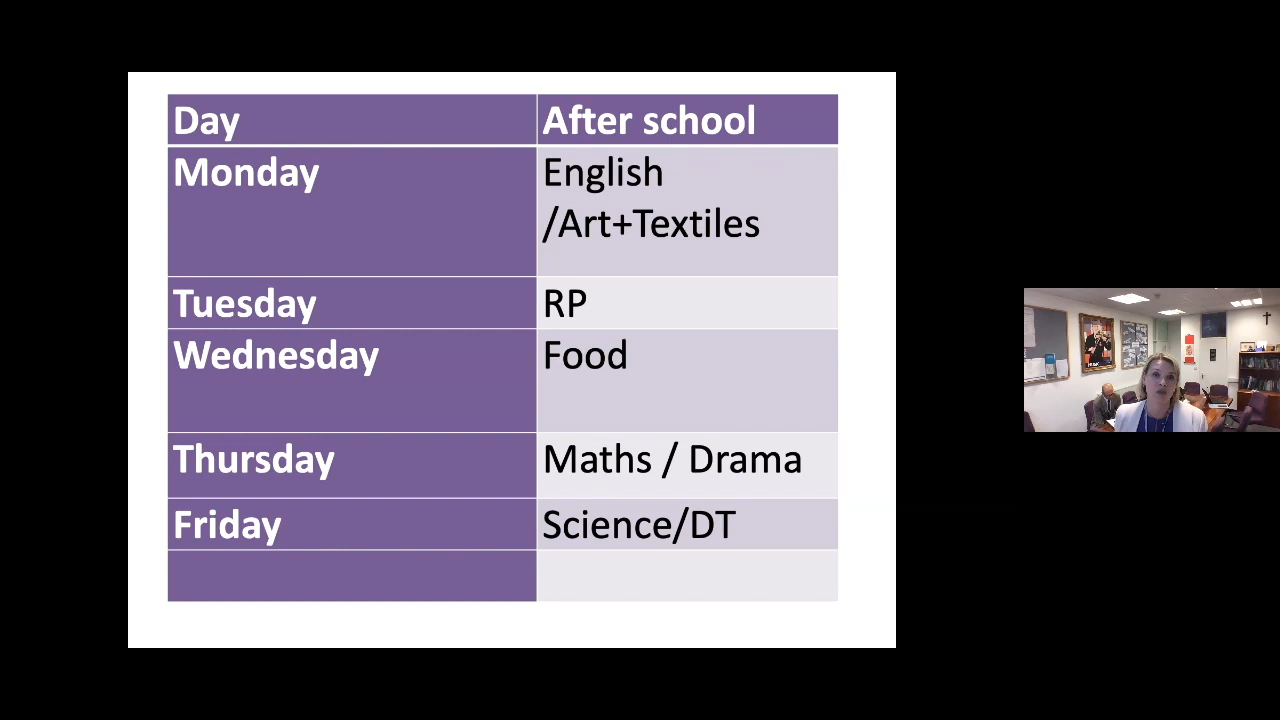 Day After school
Monday English
/Art+Textiles
Tuesday RP
Wednesday Food
Thursday Maths / Drama
Friday Science/DT